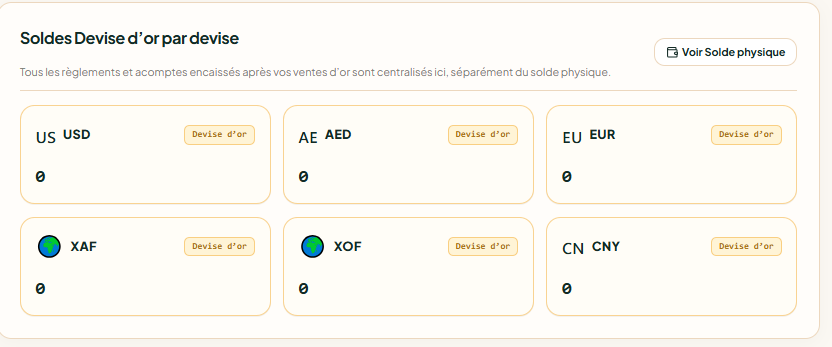 Soldes Devise d’or par devise
Voir Solde physique
Tous les règlements et acomptes encaissés après vos ventes d’or sont centralisés ici, séparément du solde physique.
US USD Devise d’or
0
AE AED Devise d’or
0
EU EUR Devise d’or
0
XAF Devise d’or
0
XOF Devise d’or
0
CN CNY Devise d’or
0